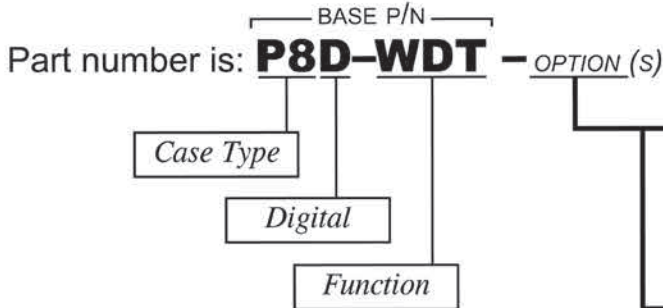 BASE P/N
Part number is: P8D–WDT – OPTION (S)
Case Type
Digital
Function